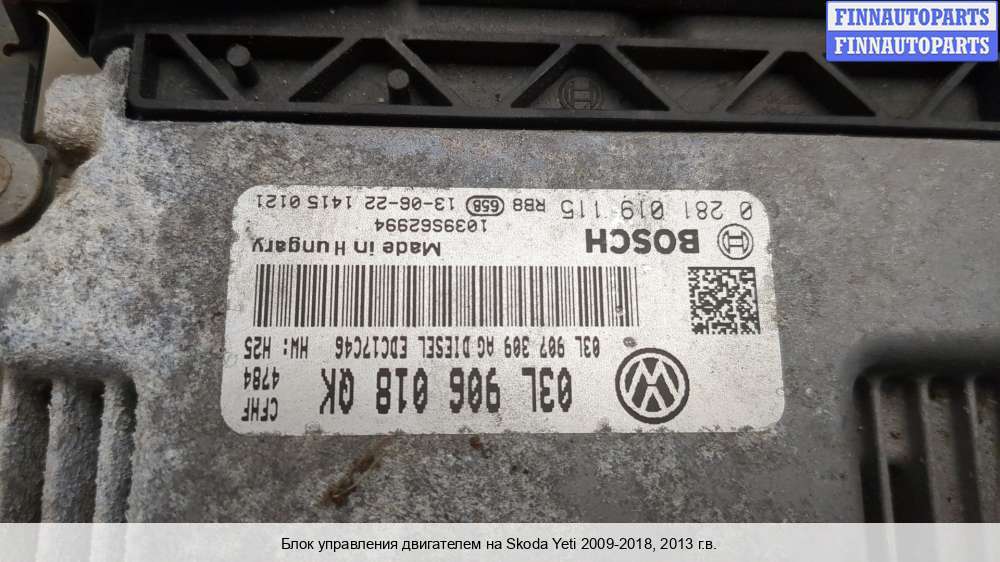 FINNAUTOPARTS
FINNAUTOPARTS
03L 906 018 QK
CFHF
4784
03L 907 309 AG DIESEL EDC17C46 HW: H25
BOSCH
Made in Hungary
1039S62994
0 281 019 115 RB8 658 13-06-22 1415 0121
Блок управления двигателем на Skoda Yeti 2009-2018, 2013 г.в.